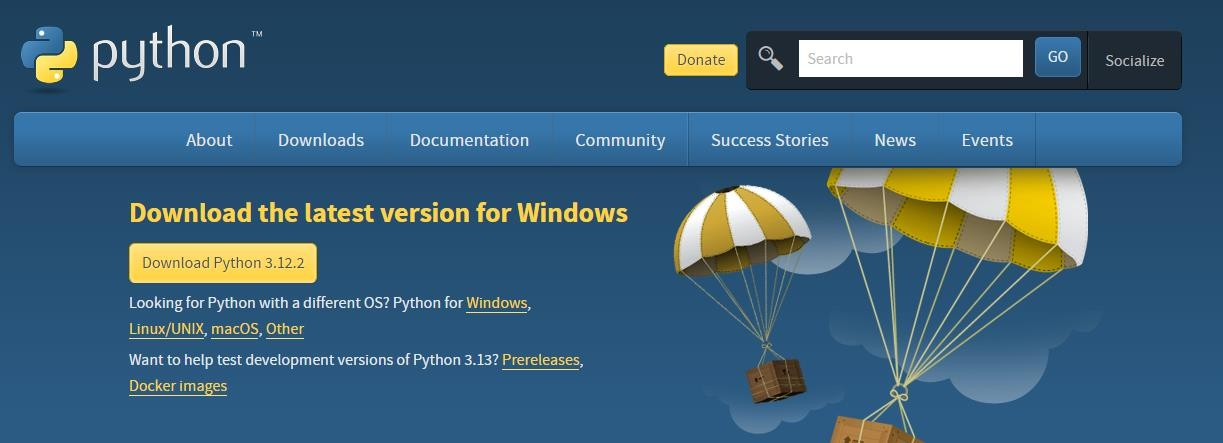 python™
Donate
Search
GO
Socialize
About Downloads Documentation Community Success Stories News Events
Download the latest version for Windows
Download Python 3.12.2
Looking for Python with a different OS? Python for Windows,
Linux/UNIX, macOS, Other
Want to help test development versions of Python 3.13? Prereleases,
Docker images